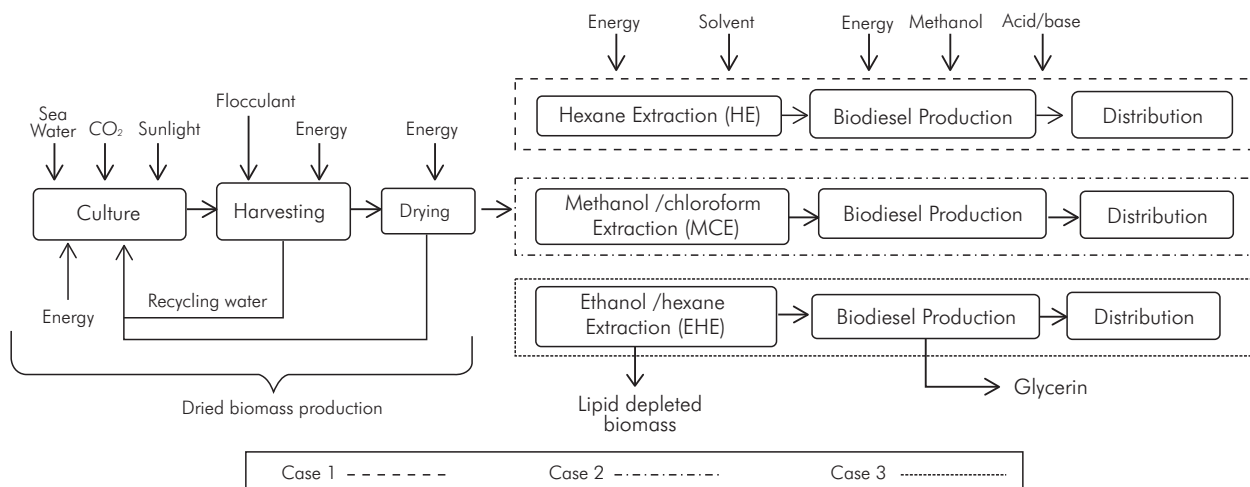 Energy
Solvent
Energy
Methanol
Acid/base
Hexane Extraction (HE)
Biodiesel Production
Distribution
Sea
Water
CO₂
Sunlight
Flocculant
Energy
Energy
Culture
Harvesting
Drying
Methanol /chloroform
Extraction (MCE)
Biodiesel Production
Distribution
Energy
Recycling water
Ethanol /hexane
Extraction (EHE)
Biodiesel Production
Distribution
Dried biomass production
Lipid depleted
biomass
Glycerin
Case 1
Case 2
Case 3